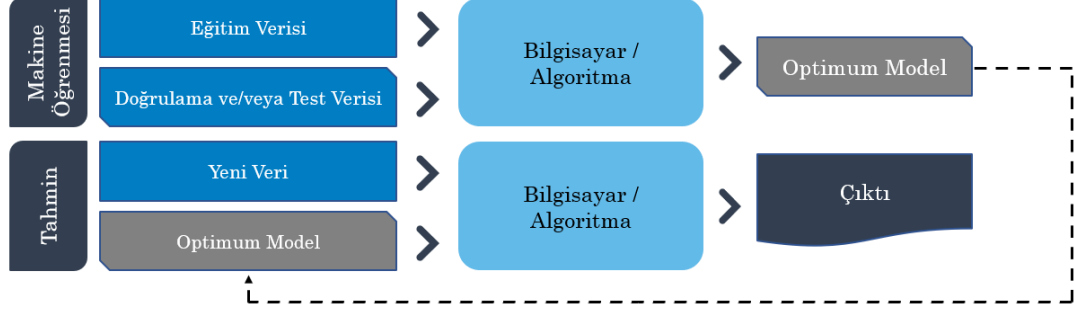 Makine
Öğrenmesi
Eğitim Verisi
Doğrulama ve/veya Test Verisi
Bilgisayar /
Algoritma
Optimum Model
Tahmin
Yeni Veri
Optimum Model
Bilgisayar /
Algoritma
Çıktı